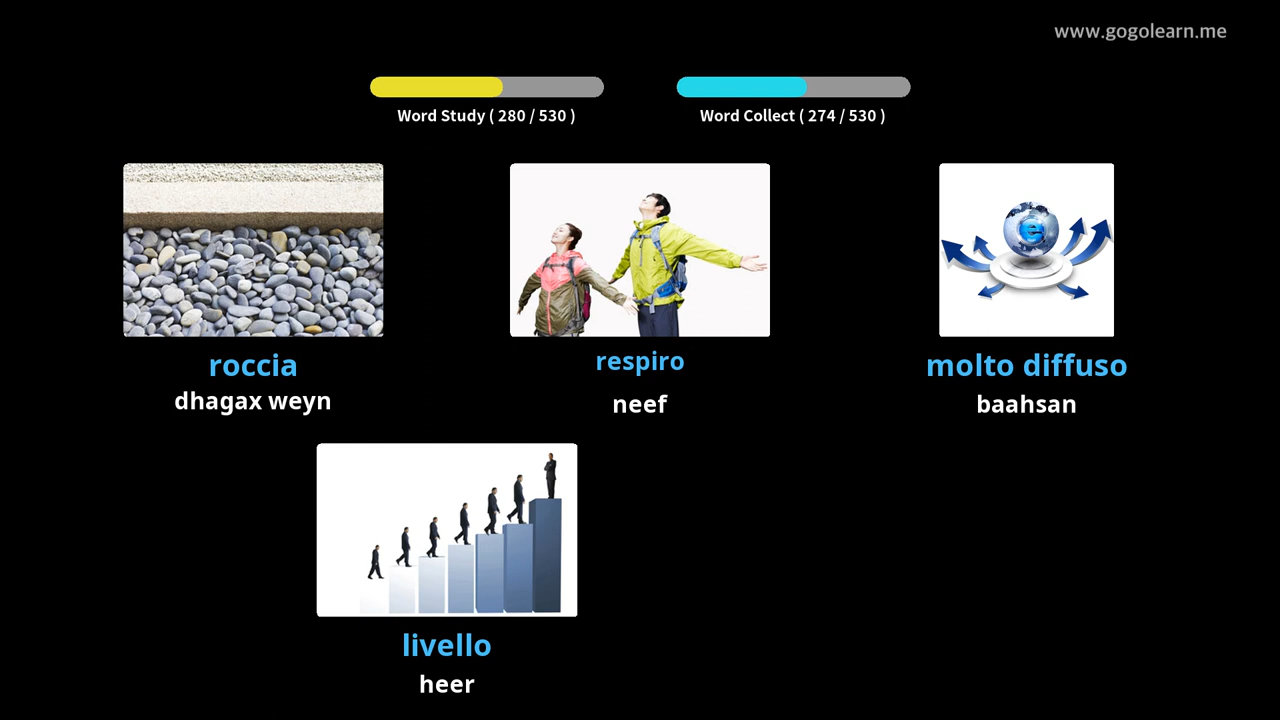 www.gogolearn.me
Word Study ( 280 / 530 )
Word Collect ( 274 / 530 )
roccia
dhagax weyn
respiro
neef
e
molto diffuso
baahsan
livello
heer